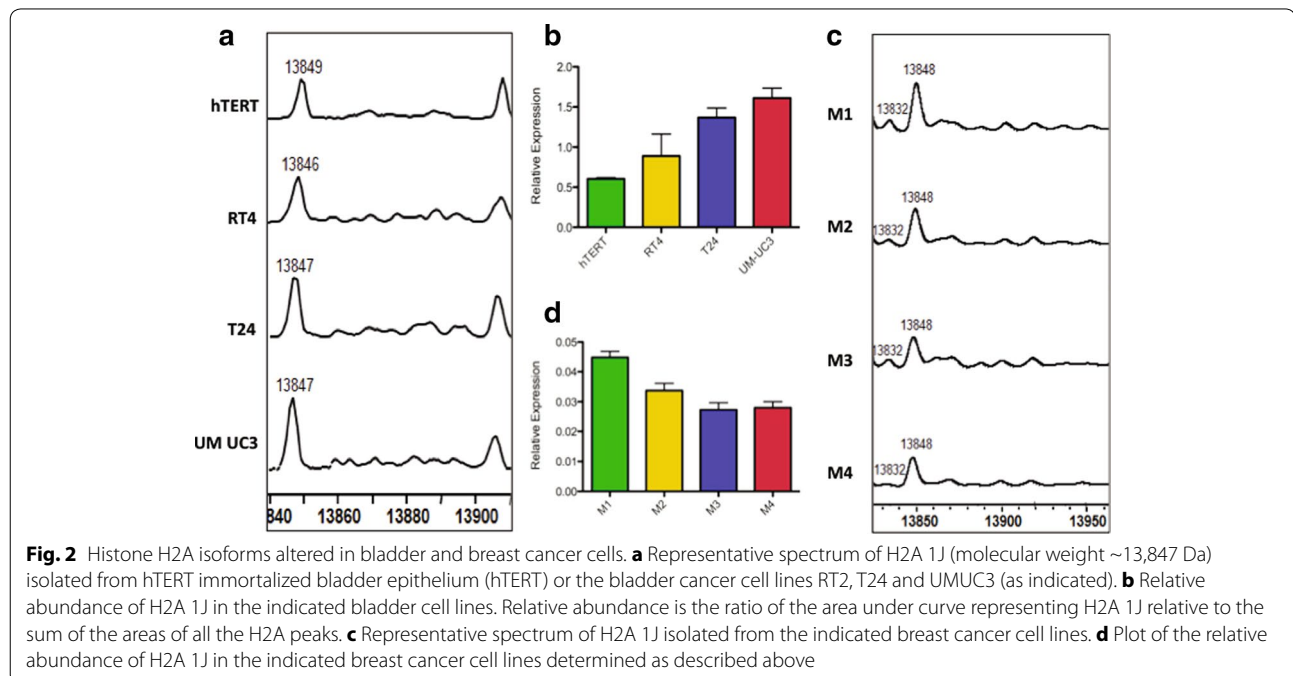 a
13849
hTERT
13846
RT4
13847
T24
13847
UM UC3
840 13860 13880 13900
b
Relative Expression
2.0
1.5
1.0
0.5
0.0
hTERT RT4 T24 UM-UC3
d
Relative Expression
0.05
0.04
0.03
0.02
0.01
0.00
M1 M2 M3 M4
c
13848
13832
M1
13848
13832
M2
13848
13832
M3
13848
13832
M4
13850 13900 13950
Fig. 2 Histone H2A isoforms altered in bladder and breast cancer cells. a Representative spectrum of H2A 1J (molecular weight ~13,847 Da)
isolated from hTERT immortalized bladder epithelium (hTERT) or the bladder cancer cell lines RT2, T24 and UMUC3 (as indicated). b Relative
abundance of H2A 1J in the indicated bladder cell lines. Relative abundance is the ratio of the area under curve representing H2A 1J relative to the
sum of the areas of all the H2A peaks. c Representative spectrum of H2A 1J isolated from the indicated breast cancer cell lines. d Plot of the relative
abundance of H2A 1J in the indicated breast cancer cell lines determined as described above